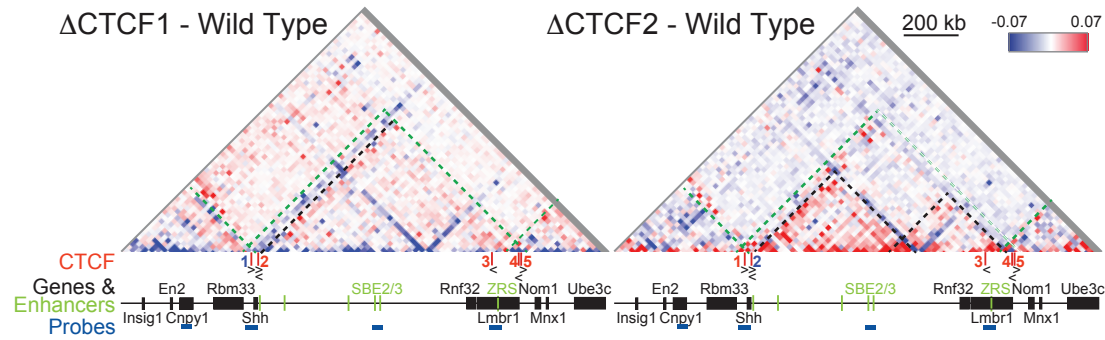 ΔCTCF1 - Wild Type
ΔCTCF2 - Wild Type
200 kb
-0.07 0.07
CTCF 1 2 3 4 5 1 2 3 4 5
> > < < < > > < < <
Genes & En2 Rbm33 SBE2/3 Rnf32 ZRS Nom1 Ube3c En2 Rbm33 SBE2/3 Rnf32 ZRS Nom1 Ube3c
Enhancers
Insig1 Cnpy1 Shh Lmbr1 Mnx1 Insig1 Cnpy1 Shh Lmbr1 Mnx1
Probes